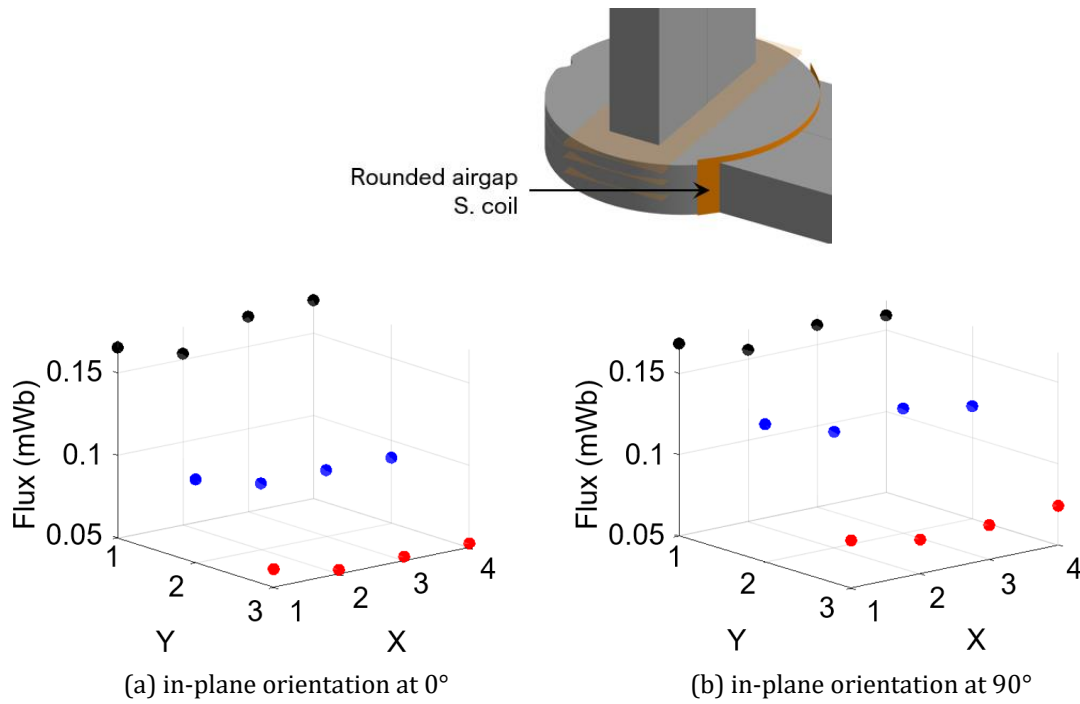 Rounded airgap
S. coil
0.15
0.1
0.05
Flux (mWb)
1
2
3
Y
1
2
3
4
X
(a) in-plane orientation at 0°
0.15
0.1
0.05
Flux (mWb)
1
2
3
Y
1
2
3
4
X
(b) in-plane orientation at 90°